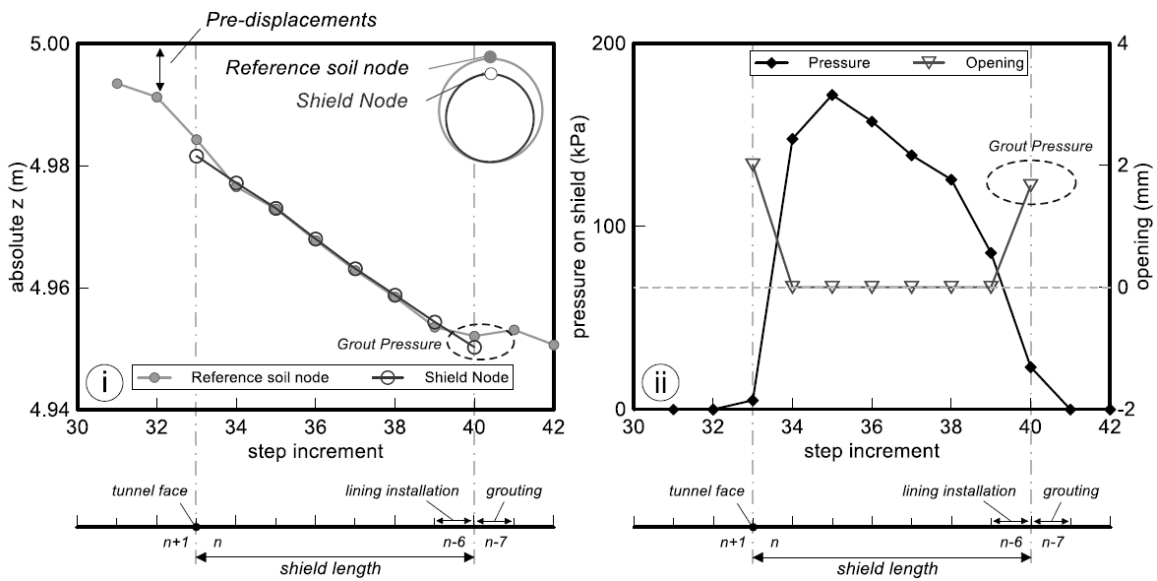 Pre-displacements
5.00
4.98
4.96
4.94
absolute z (m)
Reference soil node
Shield Node
Grout Pressure
i
Reference soil node
Shield Node
30
32
34
36
38
40
42
step increment
tunnel face
lining installation
grouting
n+1
n
n-6
n-7
shield length
200
100
0
pressure on shield (kPa)
Pressure
Opening
Grout Pressure
4
2
0
-2
opening (mm)
ii
30
32
34
36
38
40
42
step increment
tunnel face
lining installation
grouting
n+1
n
n-6
n-7
shield length